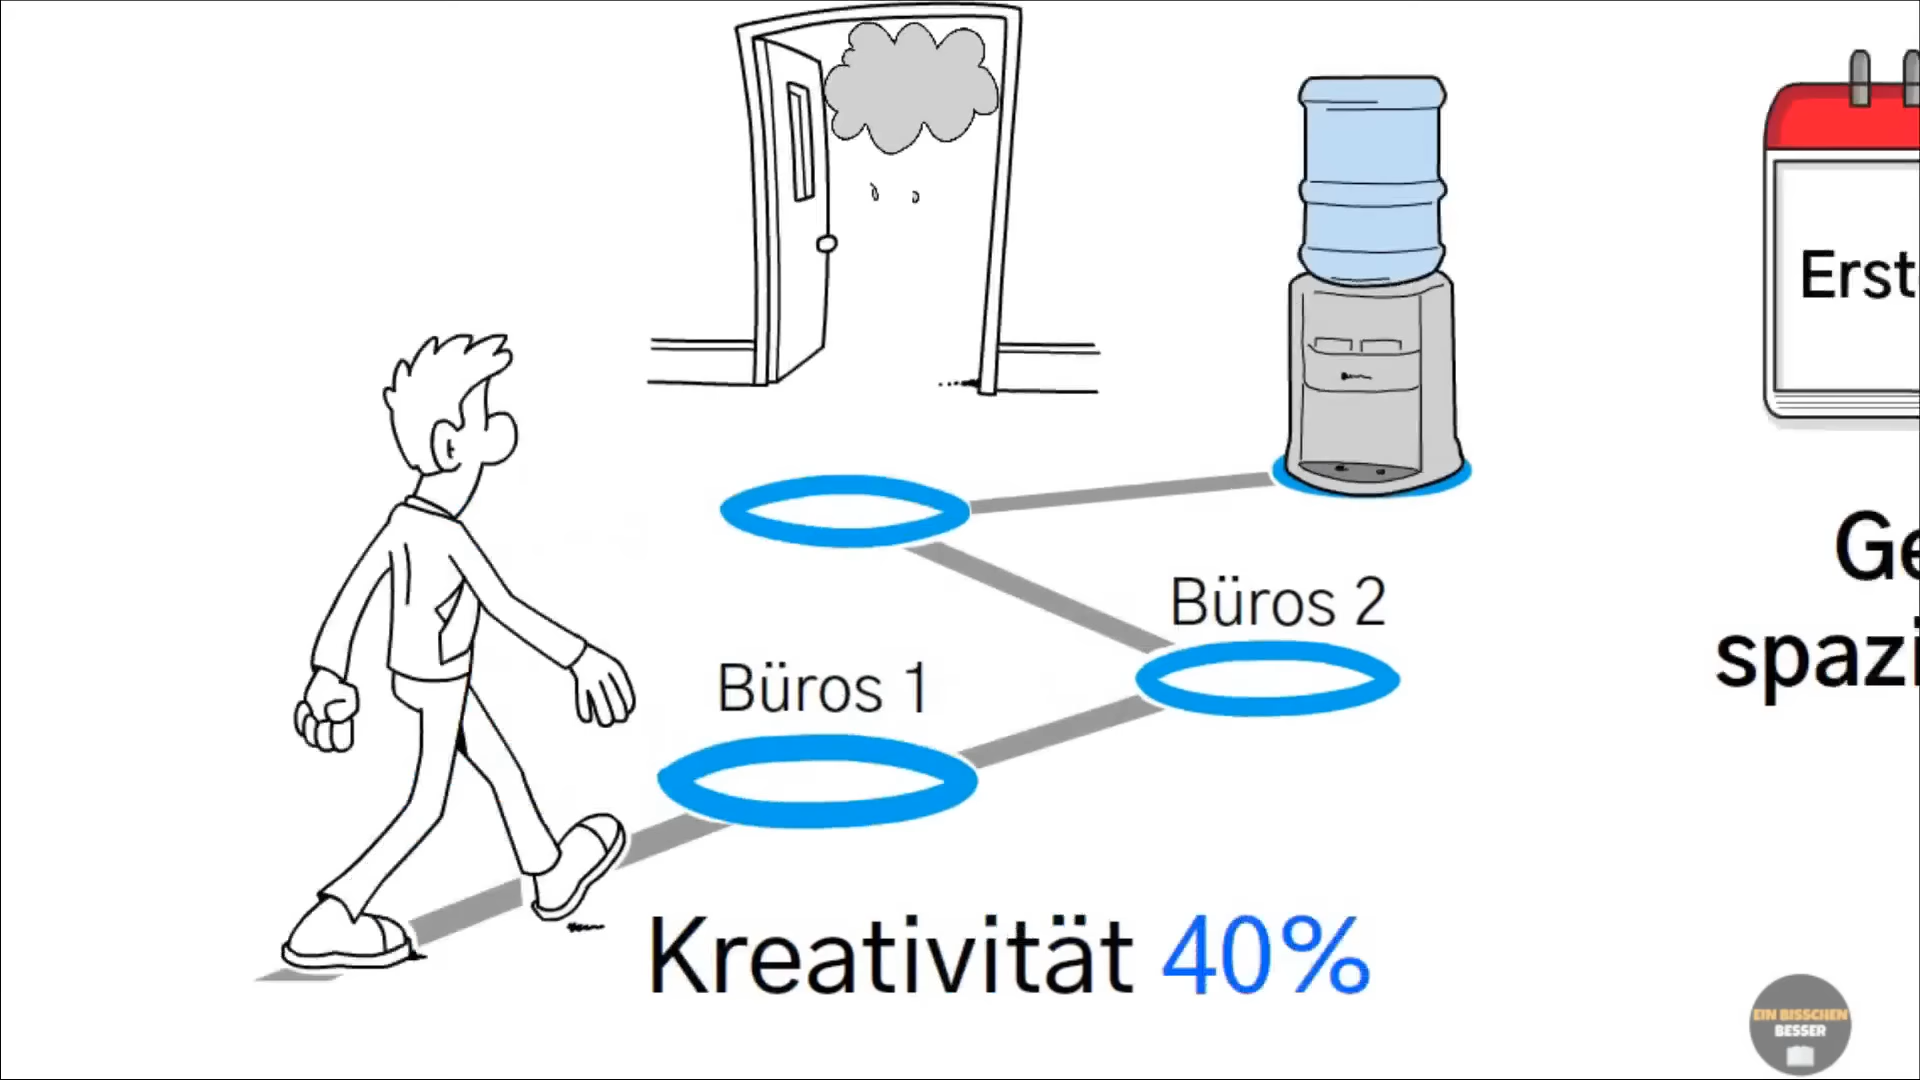 Erst
Ge
spazi
Büros 2
Büros 1
Kreativität 40%
EIN BISSCHEN
BESSER